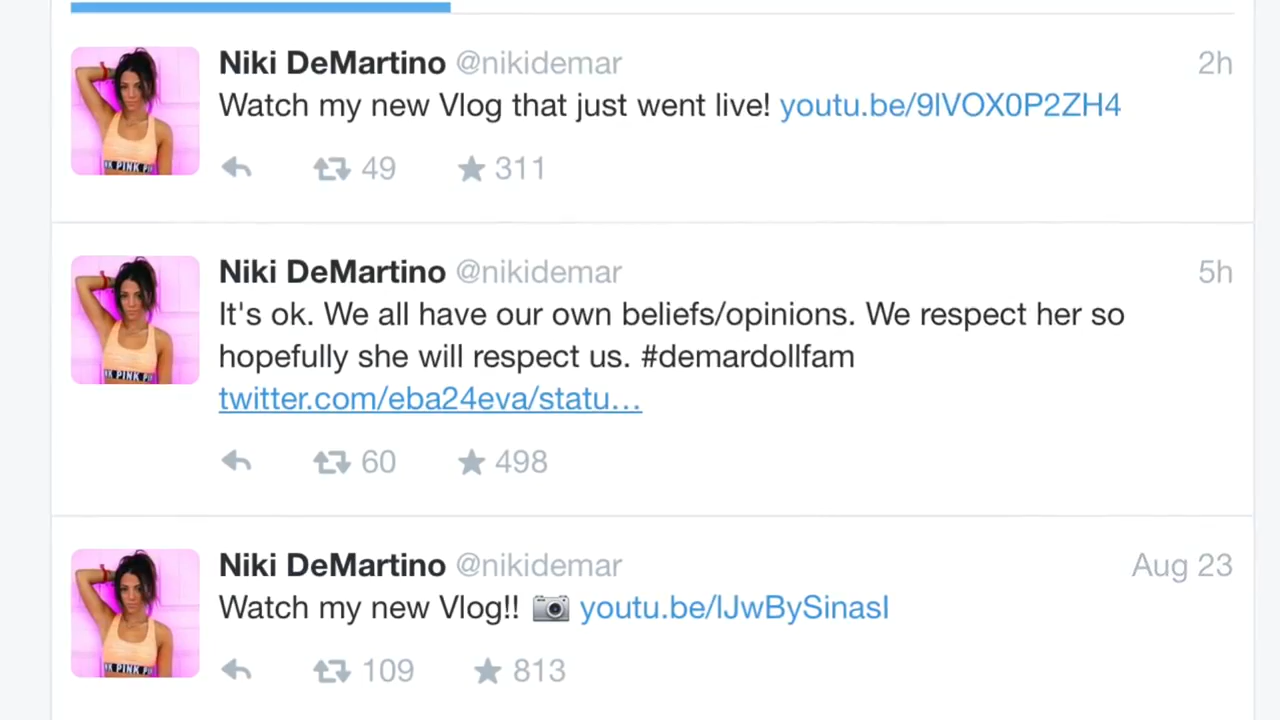 Niki DeMartino @nikidemar 2h
Watch my new Vlog that just went live! youtu.be/9lVOX0P2ZH4
49 311
Niki DeMartino @nikidemar 5h
It's ok. We all have our own beliefs/opinions. We respect her so
hopefully she will respect us. #demardollfam
twitter.com/eba24eva/statu…
60 498
Niki DeMartino @nikidemar Aug 23
Watch my new Vlog!! 📷 youtu.be/lJwBySinasI
109 813